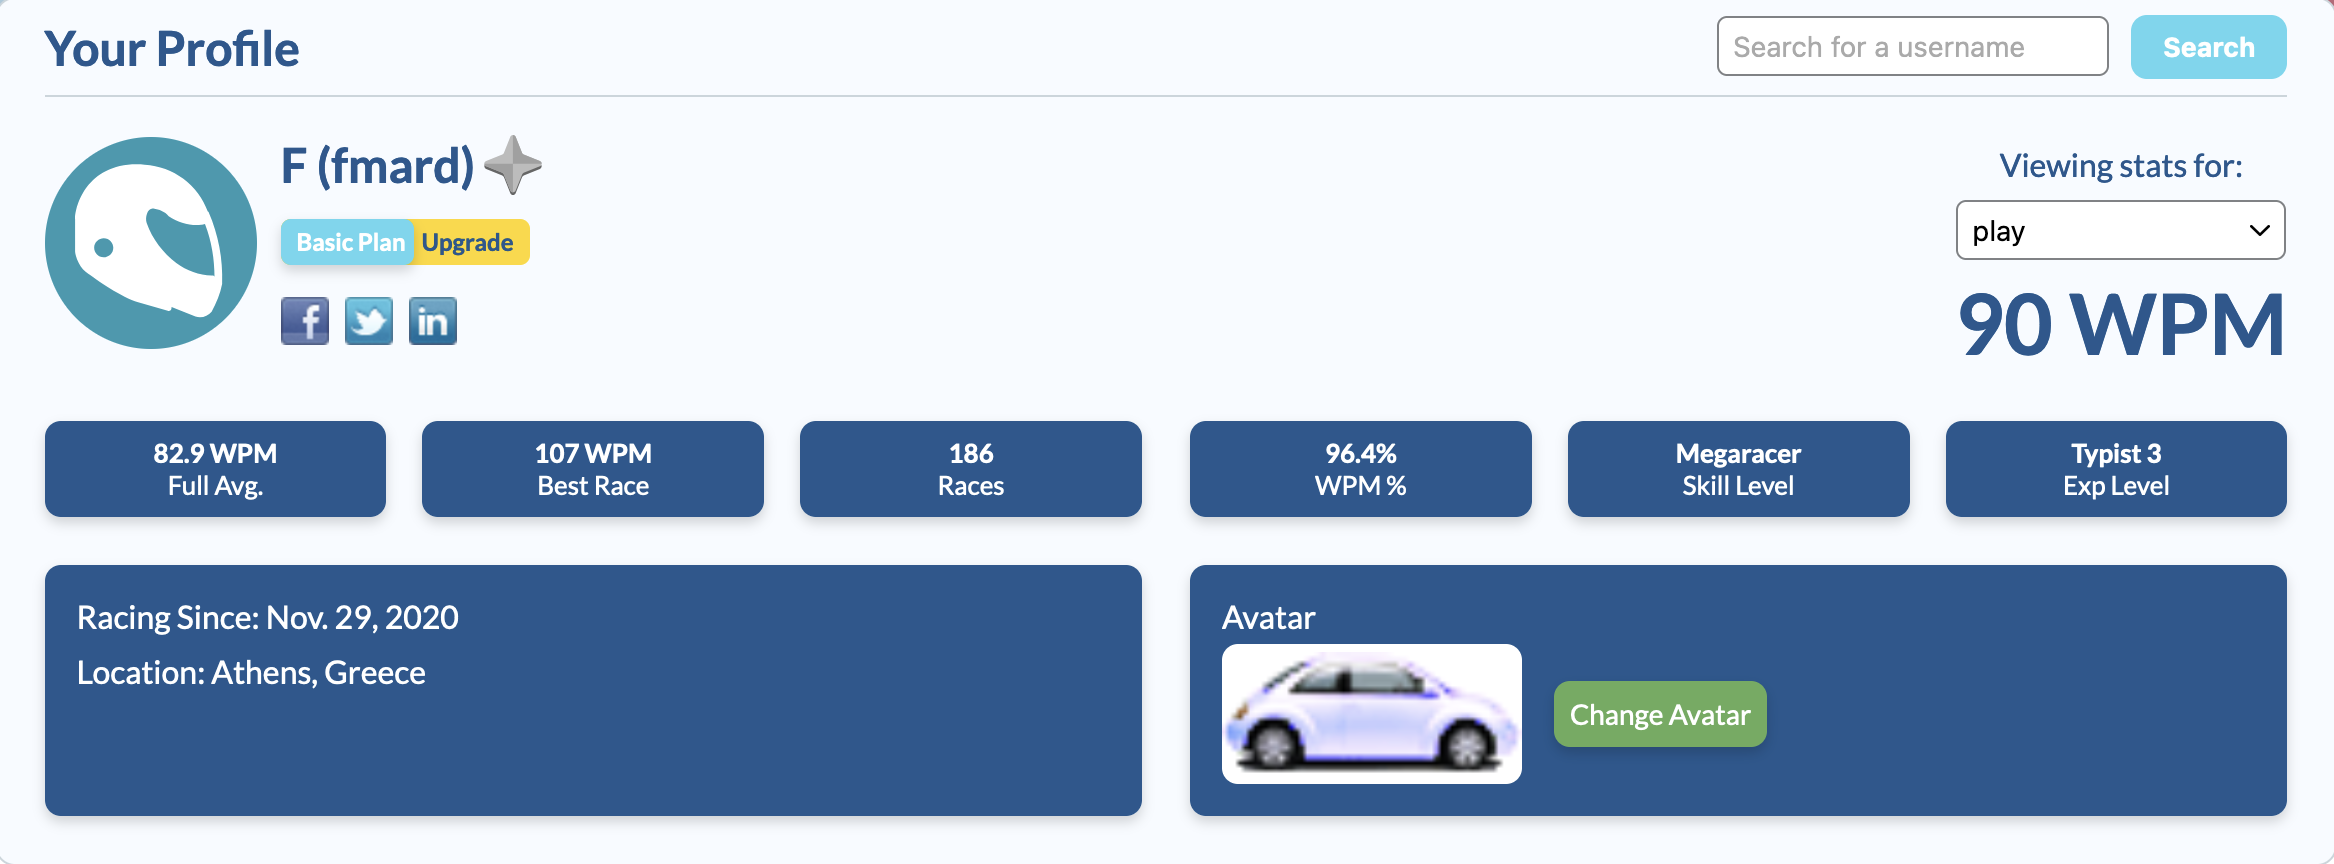 Your Profile
Search for a username
Search
F (fmard)
Basic Plan Upgrade
f
in
Viewing stats for:
play
90 WPM
82.9 WPM
Full Avg.
107 WPM
Best Race
186
Races
96.4%
WPM %
Megaracer
Skill Level
Typist 3
Exp Level
Racing Since: Nov. 29, 2020
Location: Athens, Greece
Avatar
Change Avatar